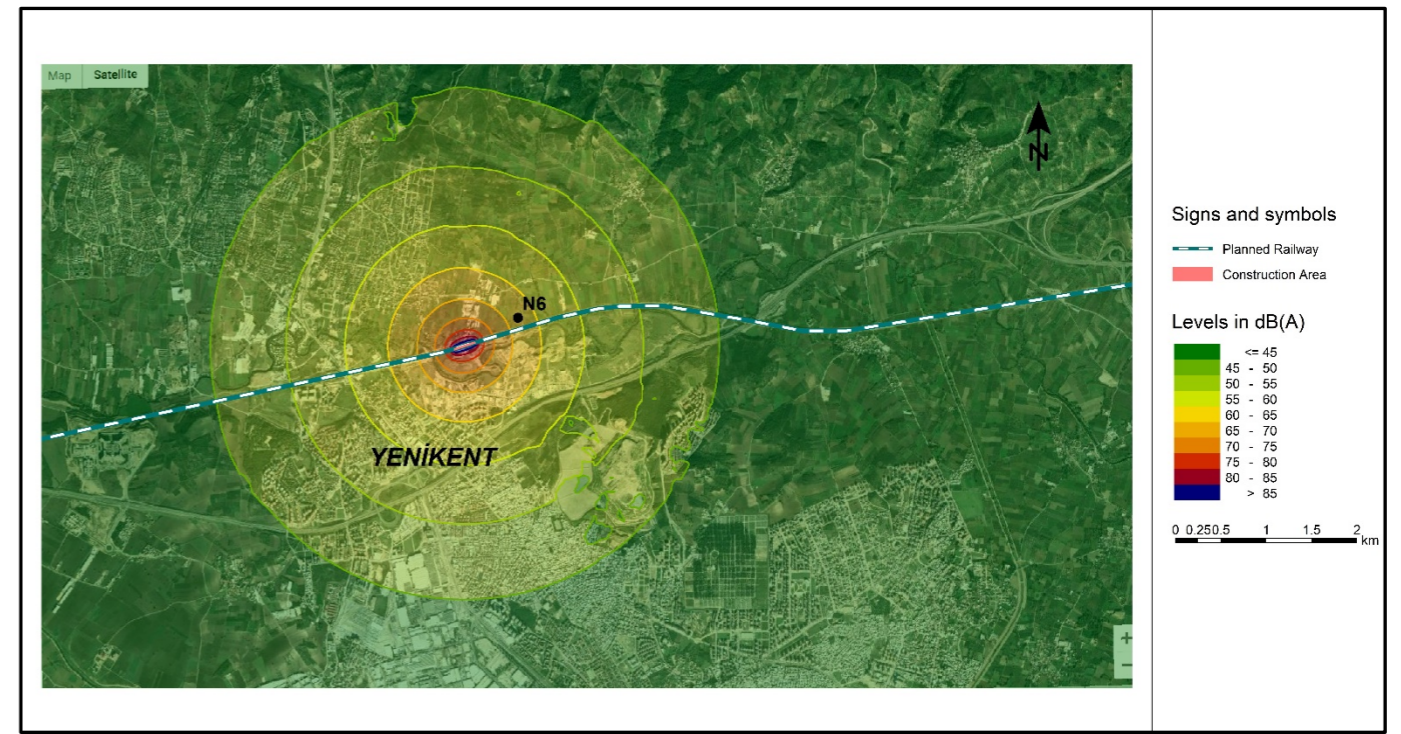 Map Satellite
N
N6
YENİKENT
+
−
Signs and symbols
Planned Railway
Construction Area
Levels in dB(A)
<= 45
45 - 50
50 - 55
55 - 60
60 - 65
65 - 70
70 - 75
75 - 80
80 - 85
> 85
0 0.250.5 1 1.5 2
km